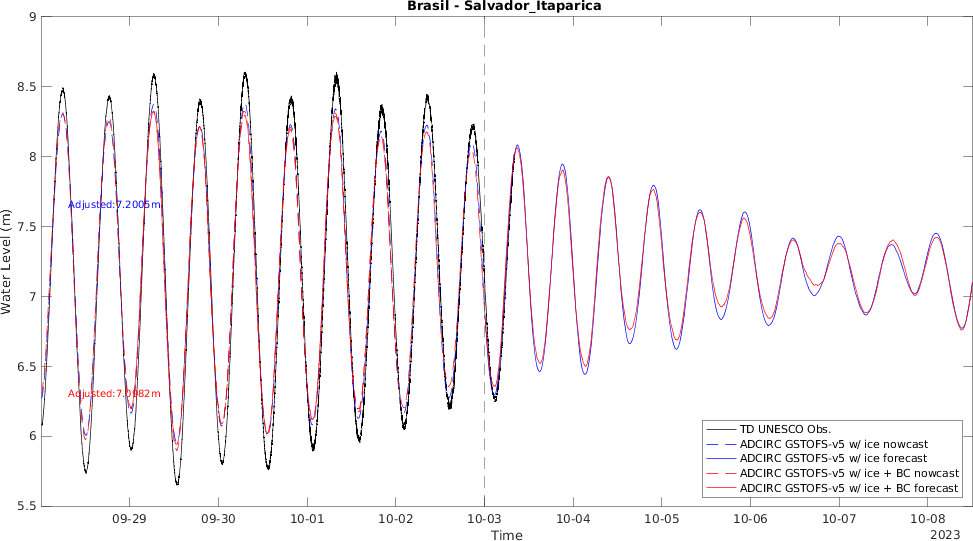 Brasil - Salvador_Itaparica
9
8.5
8
7.5
7
6.5
6
5.5
Water Level (m)
Adjusted:7.2005m
Adjusted:7.0982m
TD UNESCO Obs.
ADCIRC GSTOFS-v5 w/ ice nowcast
ADCIRC GSTOFS-v5 w/ ice forecast
ADCIRC GSTOFS-v5 w/ ice + BC nowcast
ADCIRC GSTOFS-v5 w/ ice + BC forecast
09-29 09-30 10-01 10-02 10-03 10-04 10-05 10-06 10-07 10-08
Time
2023